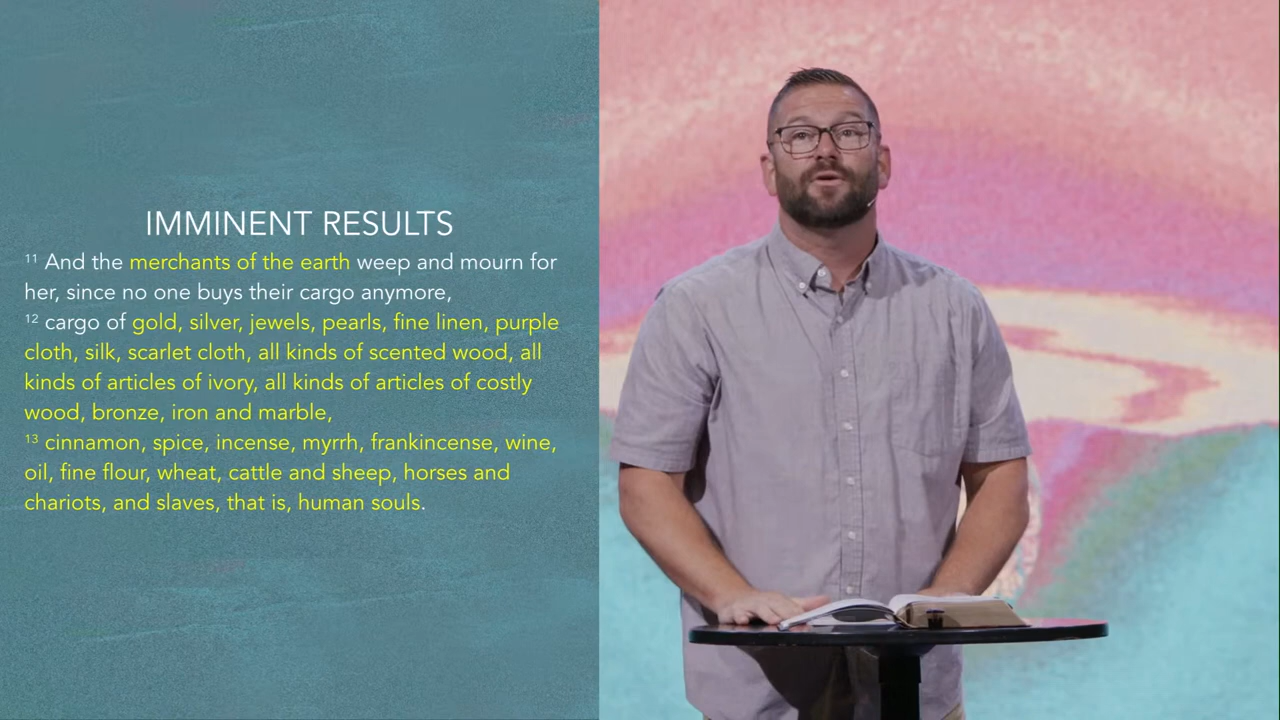 IMMINENT RESULTS
¹¹ And the merchants of the earth weep and mourn for
her, since no one buys their cargo anymore,
¹² cargo of gold, silver, jewels, pearls, fine linen, purple
cloth, silk, scarlet cloth, all kinds of scented wood, all
kinds of articles of ivory, all kinds of articles of costly
wood, bronze, iron and marble,
¹³ cinnamon, spice, incense, myrrh, frankincense, wine,
oil, fine flour, wheat, cattle and sheep, horses and
chariots, and slaves, that is, human souls.